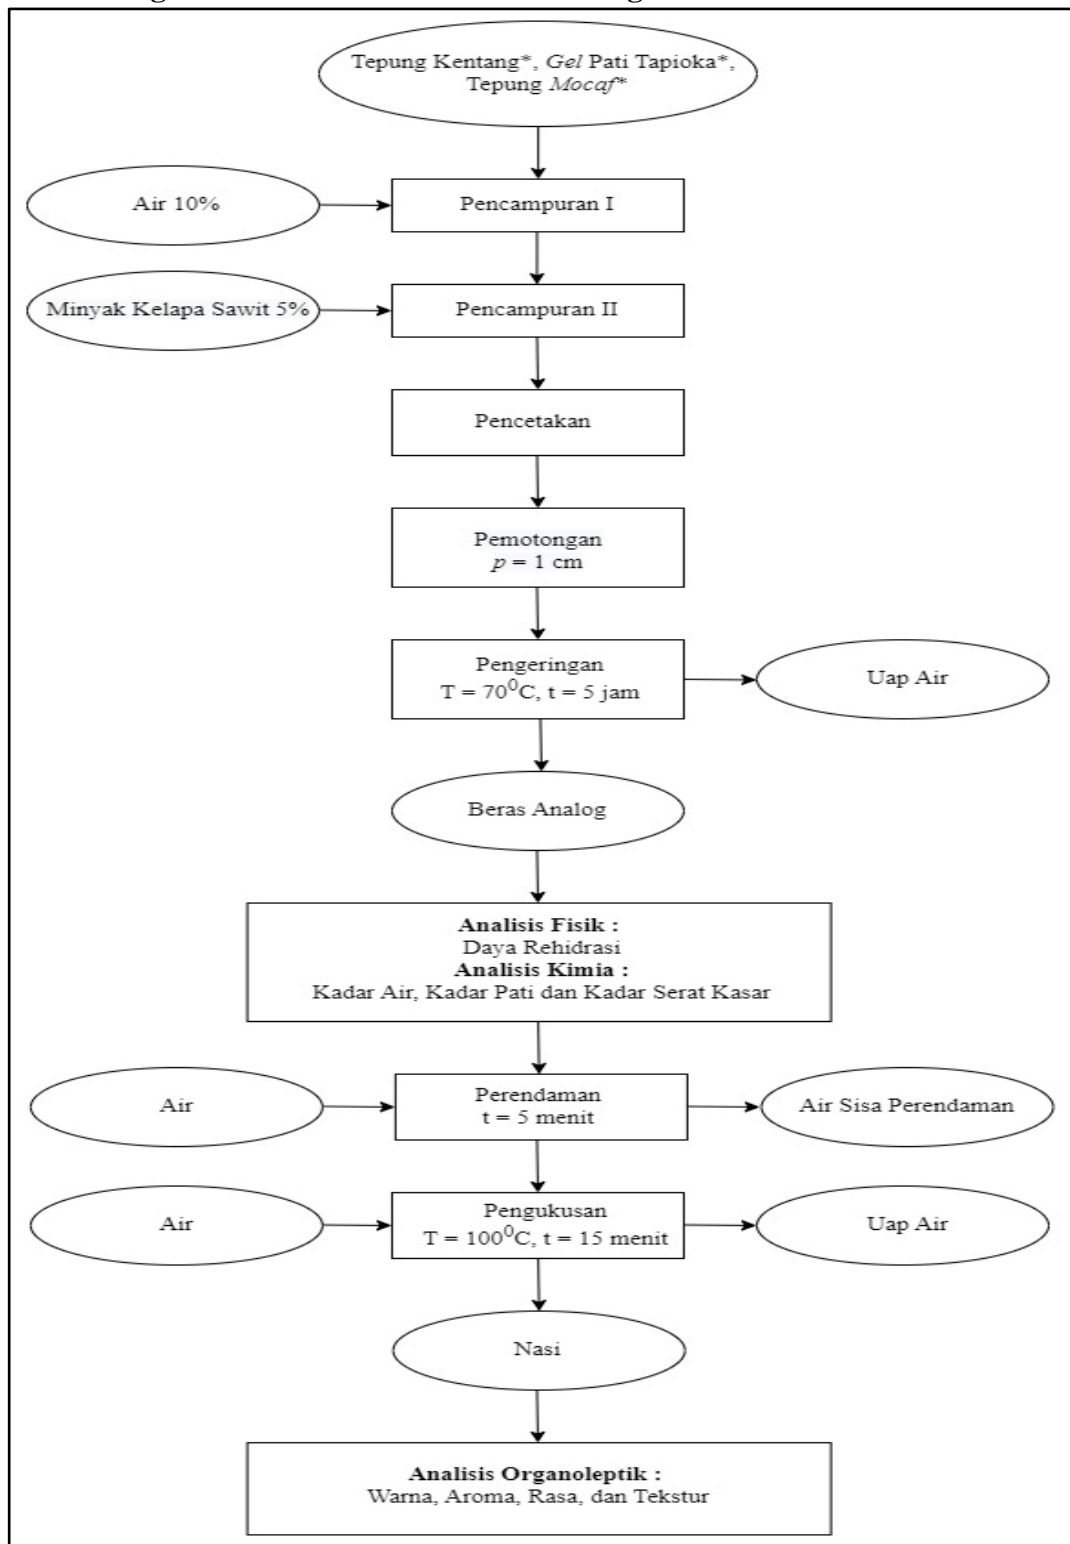 Tepung Kentang*, Gel Pati Tapioka*,
Tepung Mocaf*
Air 10%
Pencampuran I
Minyak Kelapa Sawit 5%
Pencampuran II
Pencetakan
Pemotongan
p = 1 cm
Pengeringan
T = 70⁰C, t = 5 jam
Uap Air
Beras Analog
Analisis Fisik :
Daya Rehidrasi
Analisis Kimia :
Kadar Air, Kadar Pati dan Kadar Serat Kasar
Air
Perendaman
t = 5 menit
Air Sisa Perendaman
Air
Pengukusan
T = 100⁰C, t = 15 menit
Uap Air
Nasi
Analisis Organoleptik :
Warna, Aroma, Rasa, dan Tekstur